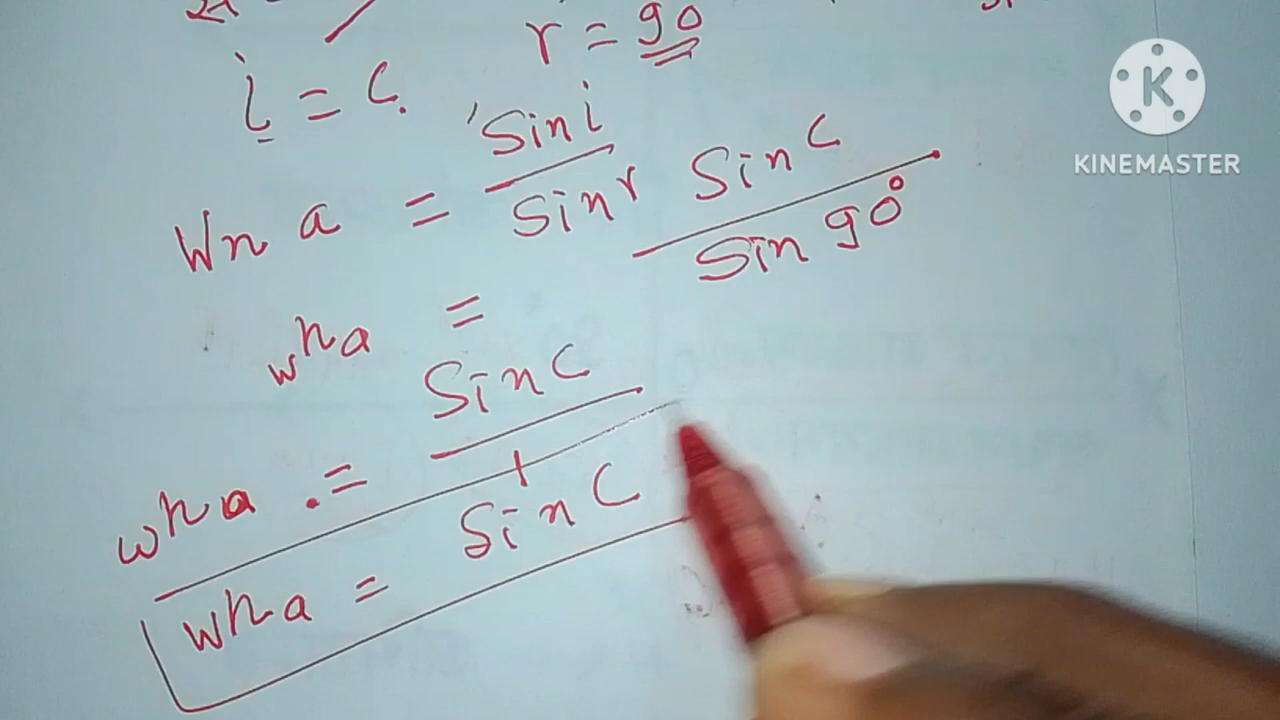 i = c.
r = 90
wna = sin i / sin r
sin c / sin 90°
wna =
wna .= sin c / 1
wna = sin c
K
KINEMASTER